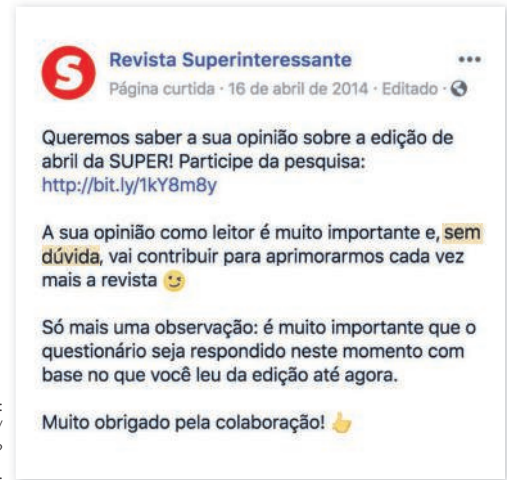 S
Revista Superinteressante
Página curtida · 16 de abril de 2014 · Editado ·
Queremos saber a sua opinião sobre a edição de
abril da SUPER! Participe da pesquisa:
http://bit.ly/1kY8m8y
A sua opinião como leitor é muito importante e, sem
dúvida, vai contribuir para aprimorarmos cada vez
mais a revista 😉
Só mais uma observação: é muito importante que o
questionário seja respondido neste momento com
base no que você leu da edição até agora.
Muito obrigado pela colaboração! 👍